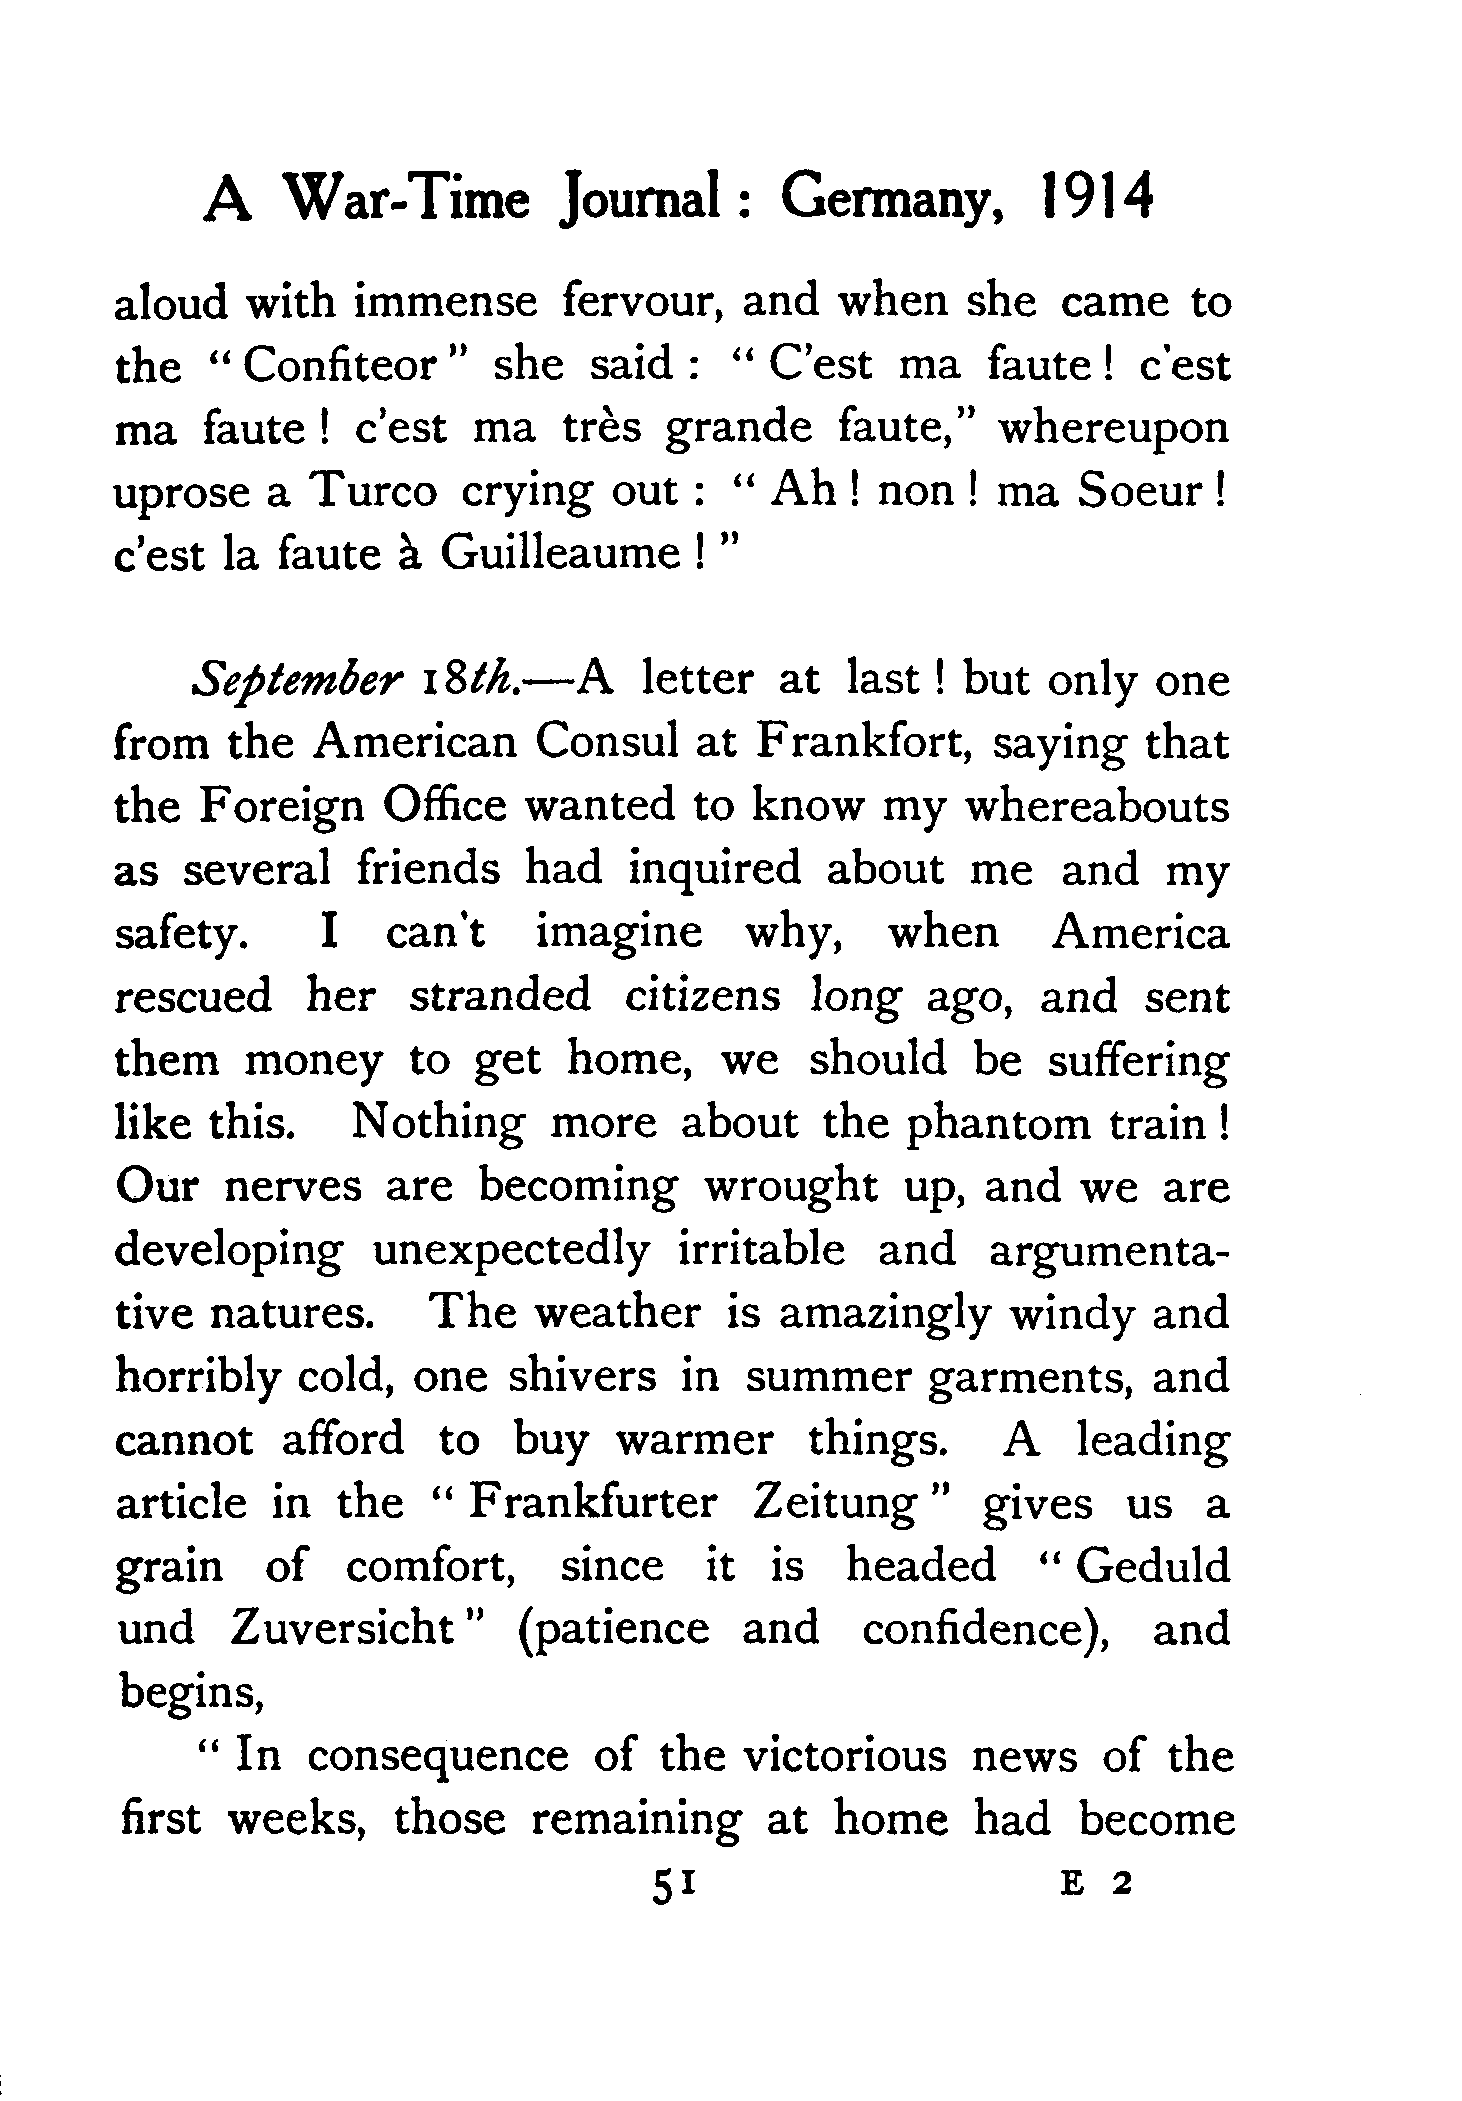 A War-Time Journal : Germany, 1914
aloud with immense fervour, and when she came to
the “ Confiteor ” she said : “ C’est ma faute ! c’est
ma faute ! c’est ma très grande faute,” whereupon
uprose a Turco crying out : “ Ah ! non ! ma Soeur !
c’est la faute à Guilleaume ! ”
September 18th.—A letter at last ! but only one
from the American Consul at Frankfort, saying that
the Foreign Office wanted to know my whereabouts
as several friends had inquired about me and my
safety. I can’t imagine why, when America
rescued her stranded citizens long ago, and sent
them money to get home, we should be suffering
like this. Nothing more about the phantom train !
Our nerves are becoming wrought up, and we are
developing unexpectedly irritable and argumenta-
tive natures. The weather is amazingly windy and
horribly cold, one shivers in summer garments, and
cannot afford to buy warmer things. A leading
article in the “ Frankfurter Zeitung ” gives us a
grain of comfort, since it is headed “ Geduld
und Zuversicht ” (patience and confidence), and
begins,
“ In consequence of the victorious news of the
first weeks, those remaining at home had become
51 E 2